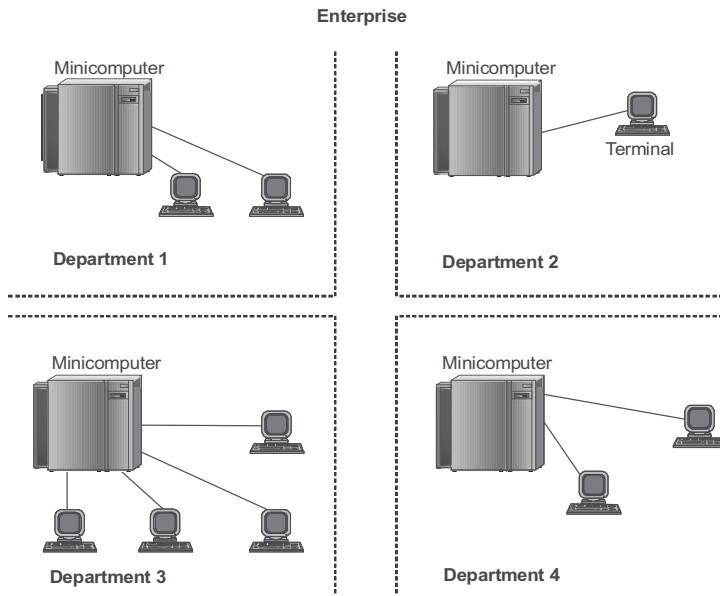 Enterprise
Minicomputer
Department 1
Minicomputer
Terminal
Department 2
Minicomputer
Department 3
Minicomputer
Department 4